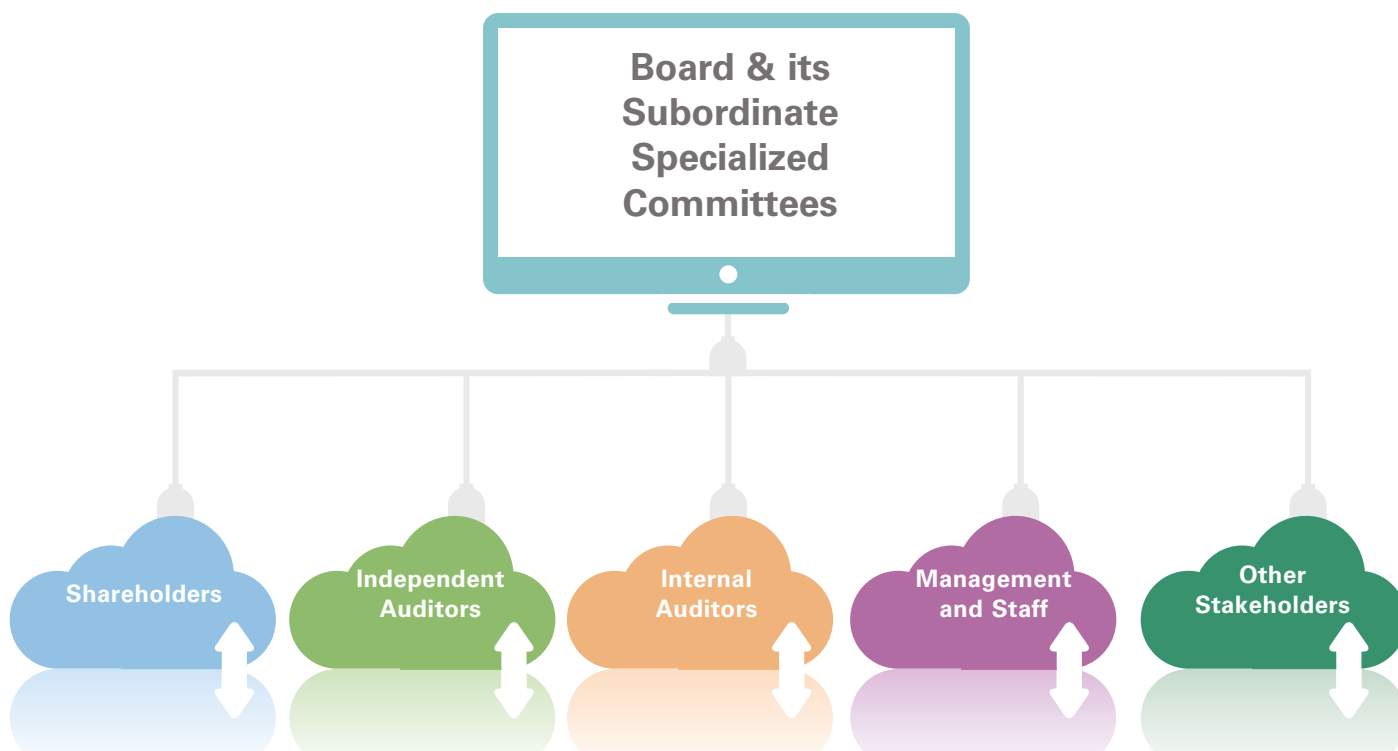 Board & its
Subordinate
Specialized
Committees
Shareholders
Independent
Auditors
Internal
Auditors
Management
and Staff
Other
Stakeholders